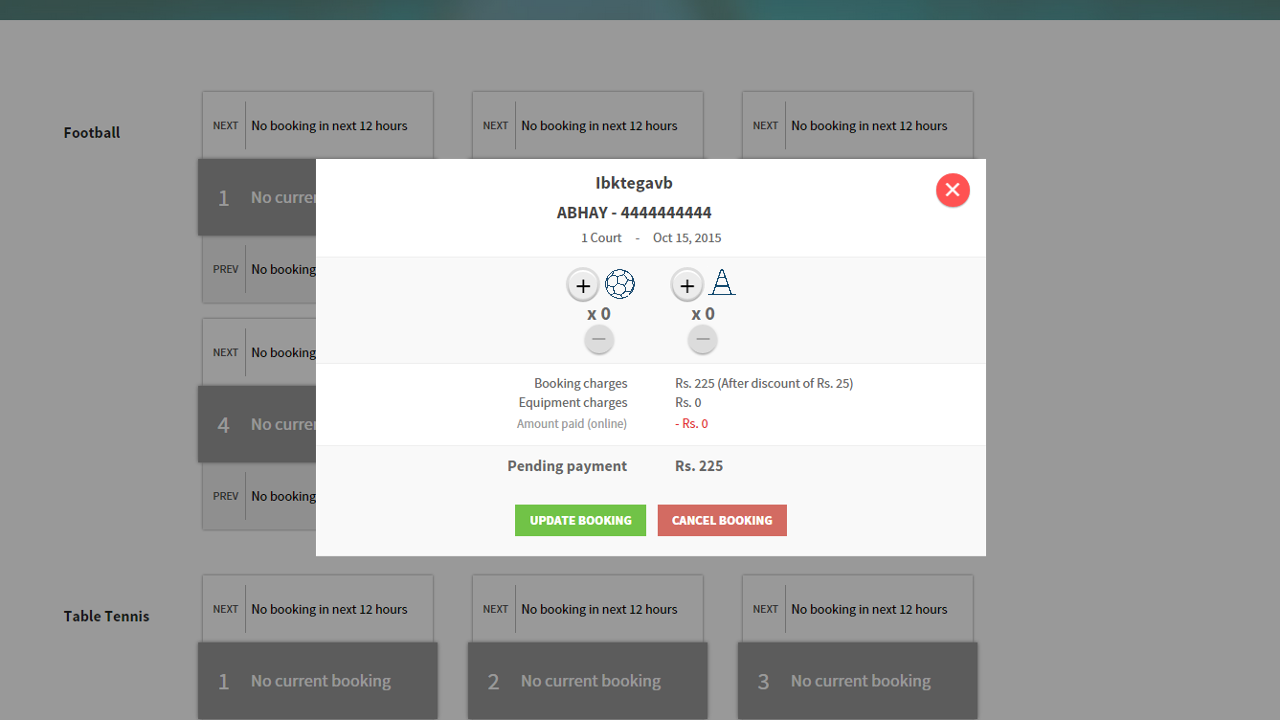 Football
NEXT No booking in next 12 hours
NEXT No booking in next 12 hours
NEXT No booking in next 12 hours
1 No
PREV No booking
NEXT No booking
4 No
PREV No booking
Ibktegavb
ABHAY - 4444444444
1 Court - Oct 15, 2015
+ +
x 0 x 0
Booking charges Rs. 225 (After discount of Rs. 25)
Equipment charges Rs. 0
Amount paid (online) - Rs. 0
Pending payment Rs. 225
UPDATE BOOKING CANCEL BOOKING
Table Tennis
NEXT No booking in next 12 hours
NEXT No booking in next 12 hours
NEXT No booking in next 12 hours
1 No current booking
2 No current booking
3 No current booking